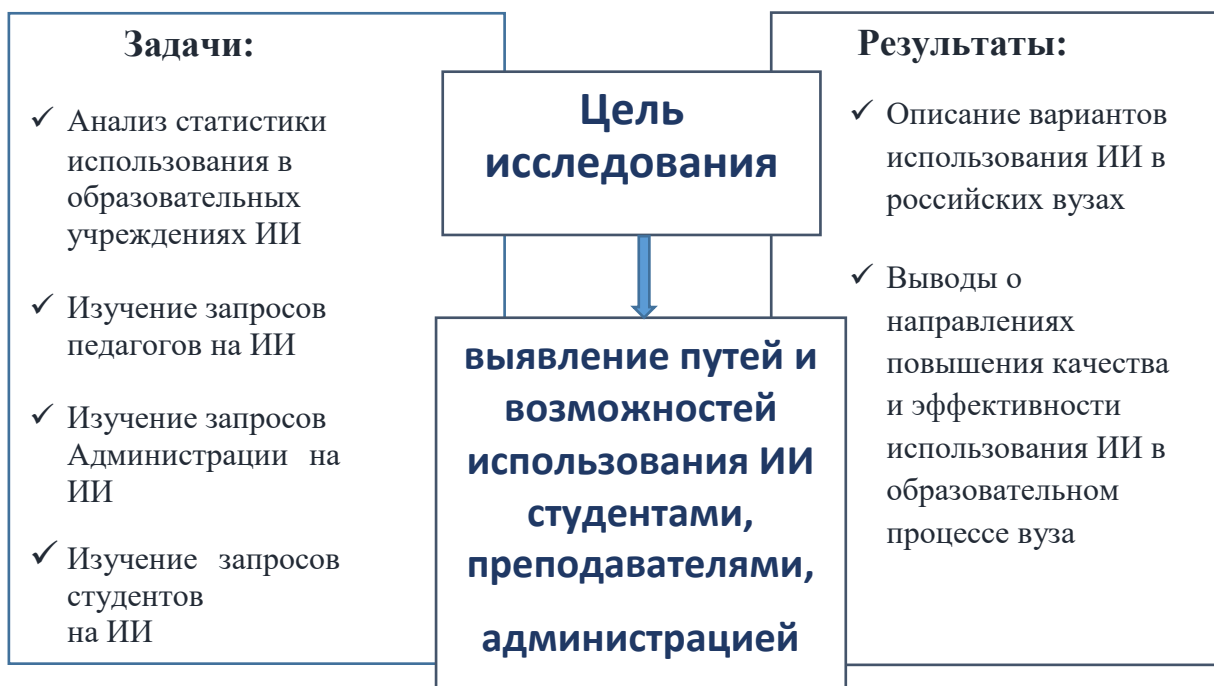 Задачи:
✓ Анализ статистики
использования в
образовательных
учреждениях ИИ
✓ Изучение запросов
педагогов на ИИ
✓ Изучение запросов
Администрации на
ИИ
✓ Изучение запросов
студентов
на ИИ
Цель
исследования
выявление путей и
возможностей
использования ИИ
студентами,
преподавателями,
администрацией
Результаты:
✓ Описание вариантов
использования ИИ в
российских вузах
✓ Выводы о
направлениях
повышения качества
и эффективности
использования ИИ в
образовательном
процессе вуза